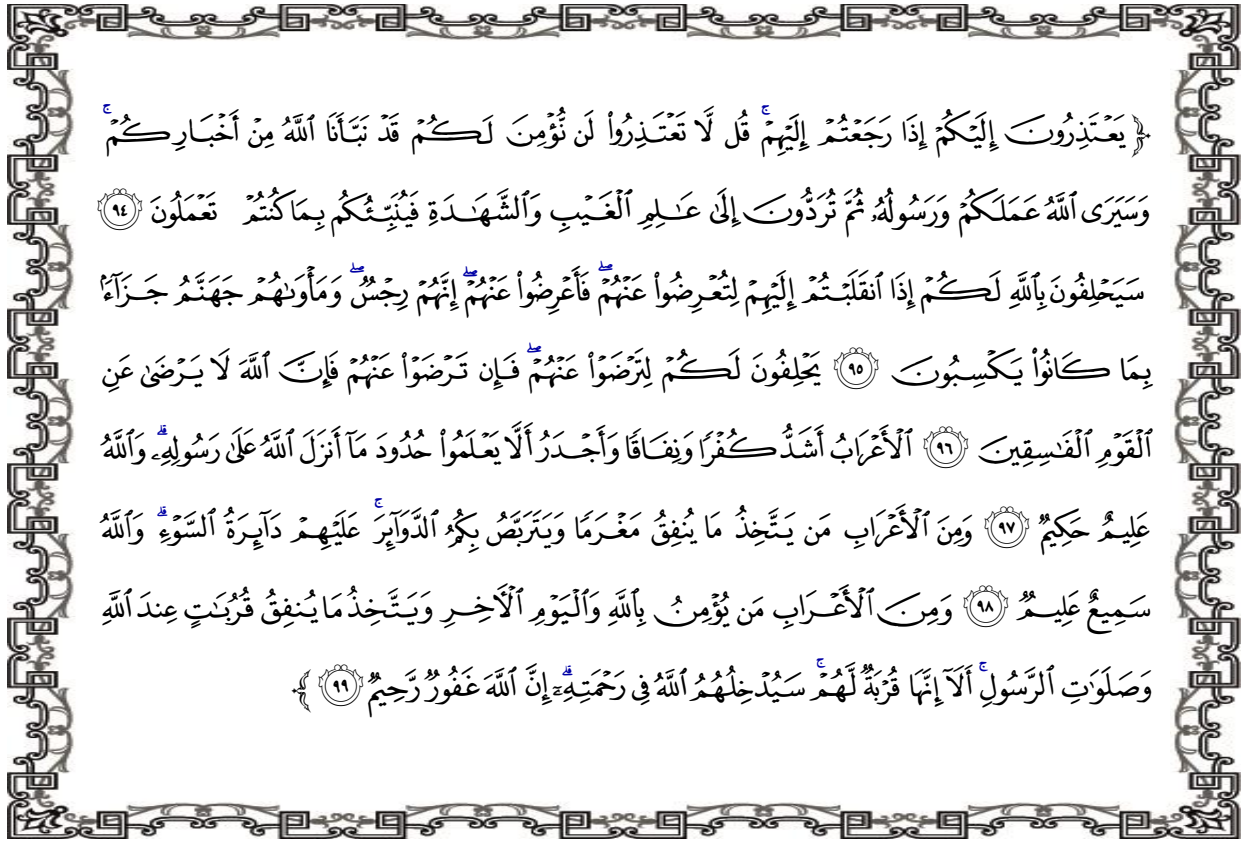 ﴿ يَعْتَذِرُونَ إِلَيْكُمْ إِذَا رَجَعْتُمْ إِلَيْهِمْ ۚ قُل لَّا تَعْتَذِرُوا۟ لَن نُّؤْمِنَ لَكُمْ قَدْ نَبَّأَنَا ٱللَّهُ مِنْ أَخْبَارِكُمْ ۚ
وَسَيَرَى ٱللَّهُ عَمَلَكُمْ وَرَسُولُهُۥ ثُمَّ تُرَدُّونَ إِلَىٰ عَـٰلِمِ ٱلْغَيْبِ وَٱلشَّهَـٰدَةِ فَيُنَبِّئُكُم بِمَا كُنتُمْ تَعْمَلُونَ ٩٤
سَيَحْلِفُونَ بِٱللَّهِ لَكُمْ إِذَا ٱنقَلَبْتُمْ إِلَيْهِمْ لِتُعْرِضُوا۟ عَنْهُمْ ۖ فَأَعْرِضُوا۟ عَنْهُمْ ۖ إِنَّهُمْ رِجْسٌ ۖ وَمَأْوَىٰهُمْ جَهَنَّمُ جَزَآءًۢ
بِمَا كَانُوا۟ يَكْسِبُونَ ٩٥ يَحْلِفُونَ لَكُمْ لِتَرْضَوْا۟ عَنْهُمْ ۖ فَإِن تَرْضَوْا۟ عَنْهُمْ فَإِنَّ ٱللَّهَ لَا يَرْضَىٰ عَنِ
ٱلْقَوْمِ ٱلْفَـٰسِقِينَ ٩٦ ٱلْأَعْرَابُ أَشَدُّ كُفْرًا وَنِفَاقًا وَأَجْدَرُ أَلَّا يَعْلَمُوا۟ حُدُودَ مَآ أَنزَلَ ٱللَّهُ عَلَىٰ رَسُولِهِۦ ۗ وَٱللَّهُ
عَلِيمٌ حَكِيمٌ ٩٧ وَمِنَ ٱلْأَعْرَابِ مَن يَتَّخِذُ مَا يُنفِقُ مَغْرَمًا وَيَتَرَبَّصُ بِكُمُ ٱلدَّوَآئِرَ ۚ عَلَيْهِمْ دَآئِرَةُ ٱلسَّوْءِ ۗ وَٱللَّهُ
سَمِيعٌ عَلِيمٌ ٩٨ وَمِنَ ٱلْأَعْرَابِ مَن يُؤْمِنُ بِٱللَّهِ وَٱلْيَوْمِ ٱلْـَٔاخِرِ وَيَتَّخِذُ مَا يُنفِقُ قُرُبَـٰتٍ عِندَ ٱللَّهِ
وَصَلَوَٰتِ ٱلرَّسُولِ ۚ أَلَآ إِنَّهَا قُرْبَةٌ لَّهُمْ ۚ سَيُدْخِلُهُمُ ٱللَّهُ فِى رَحْمَتِهِۦٓ ۗ إِنَّ ٱللَّهَ غَفُورٌ رَّحِيمٌ ٩٩ ﴾